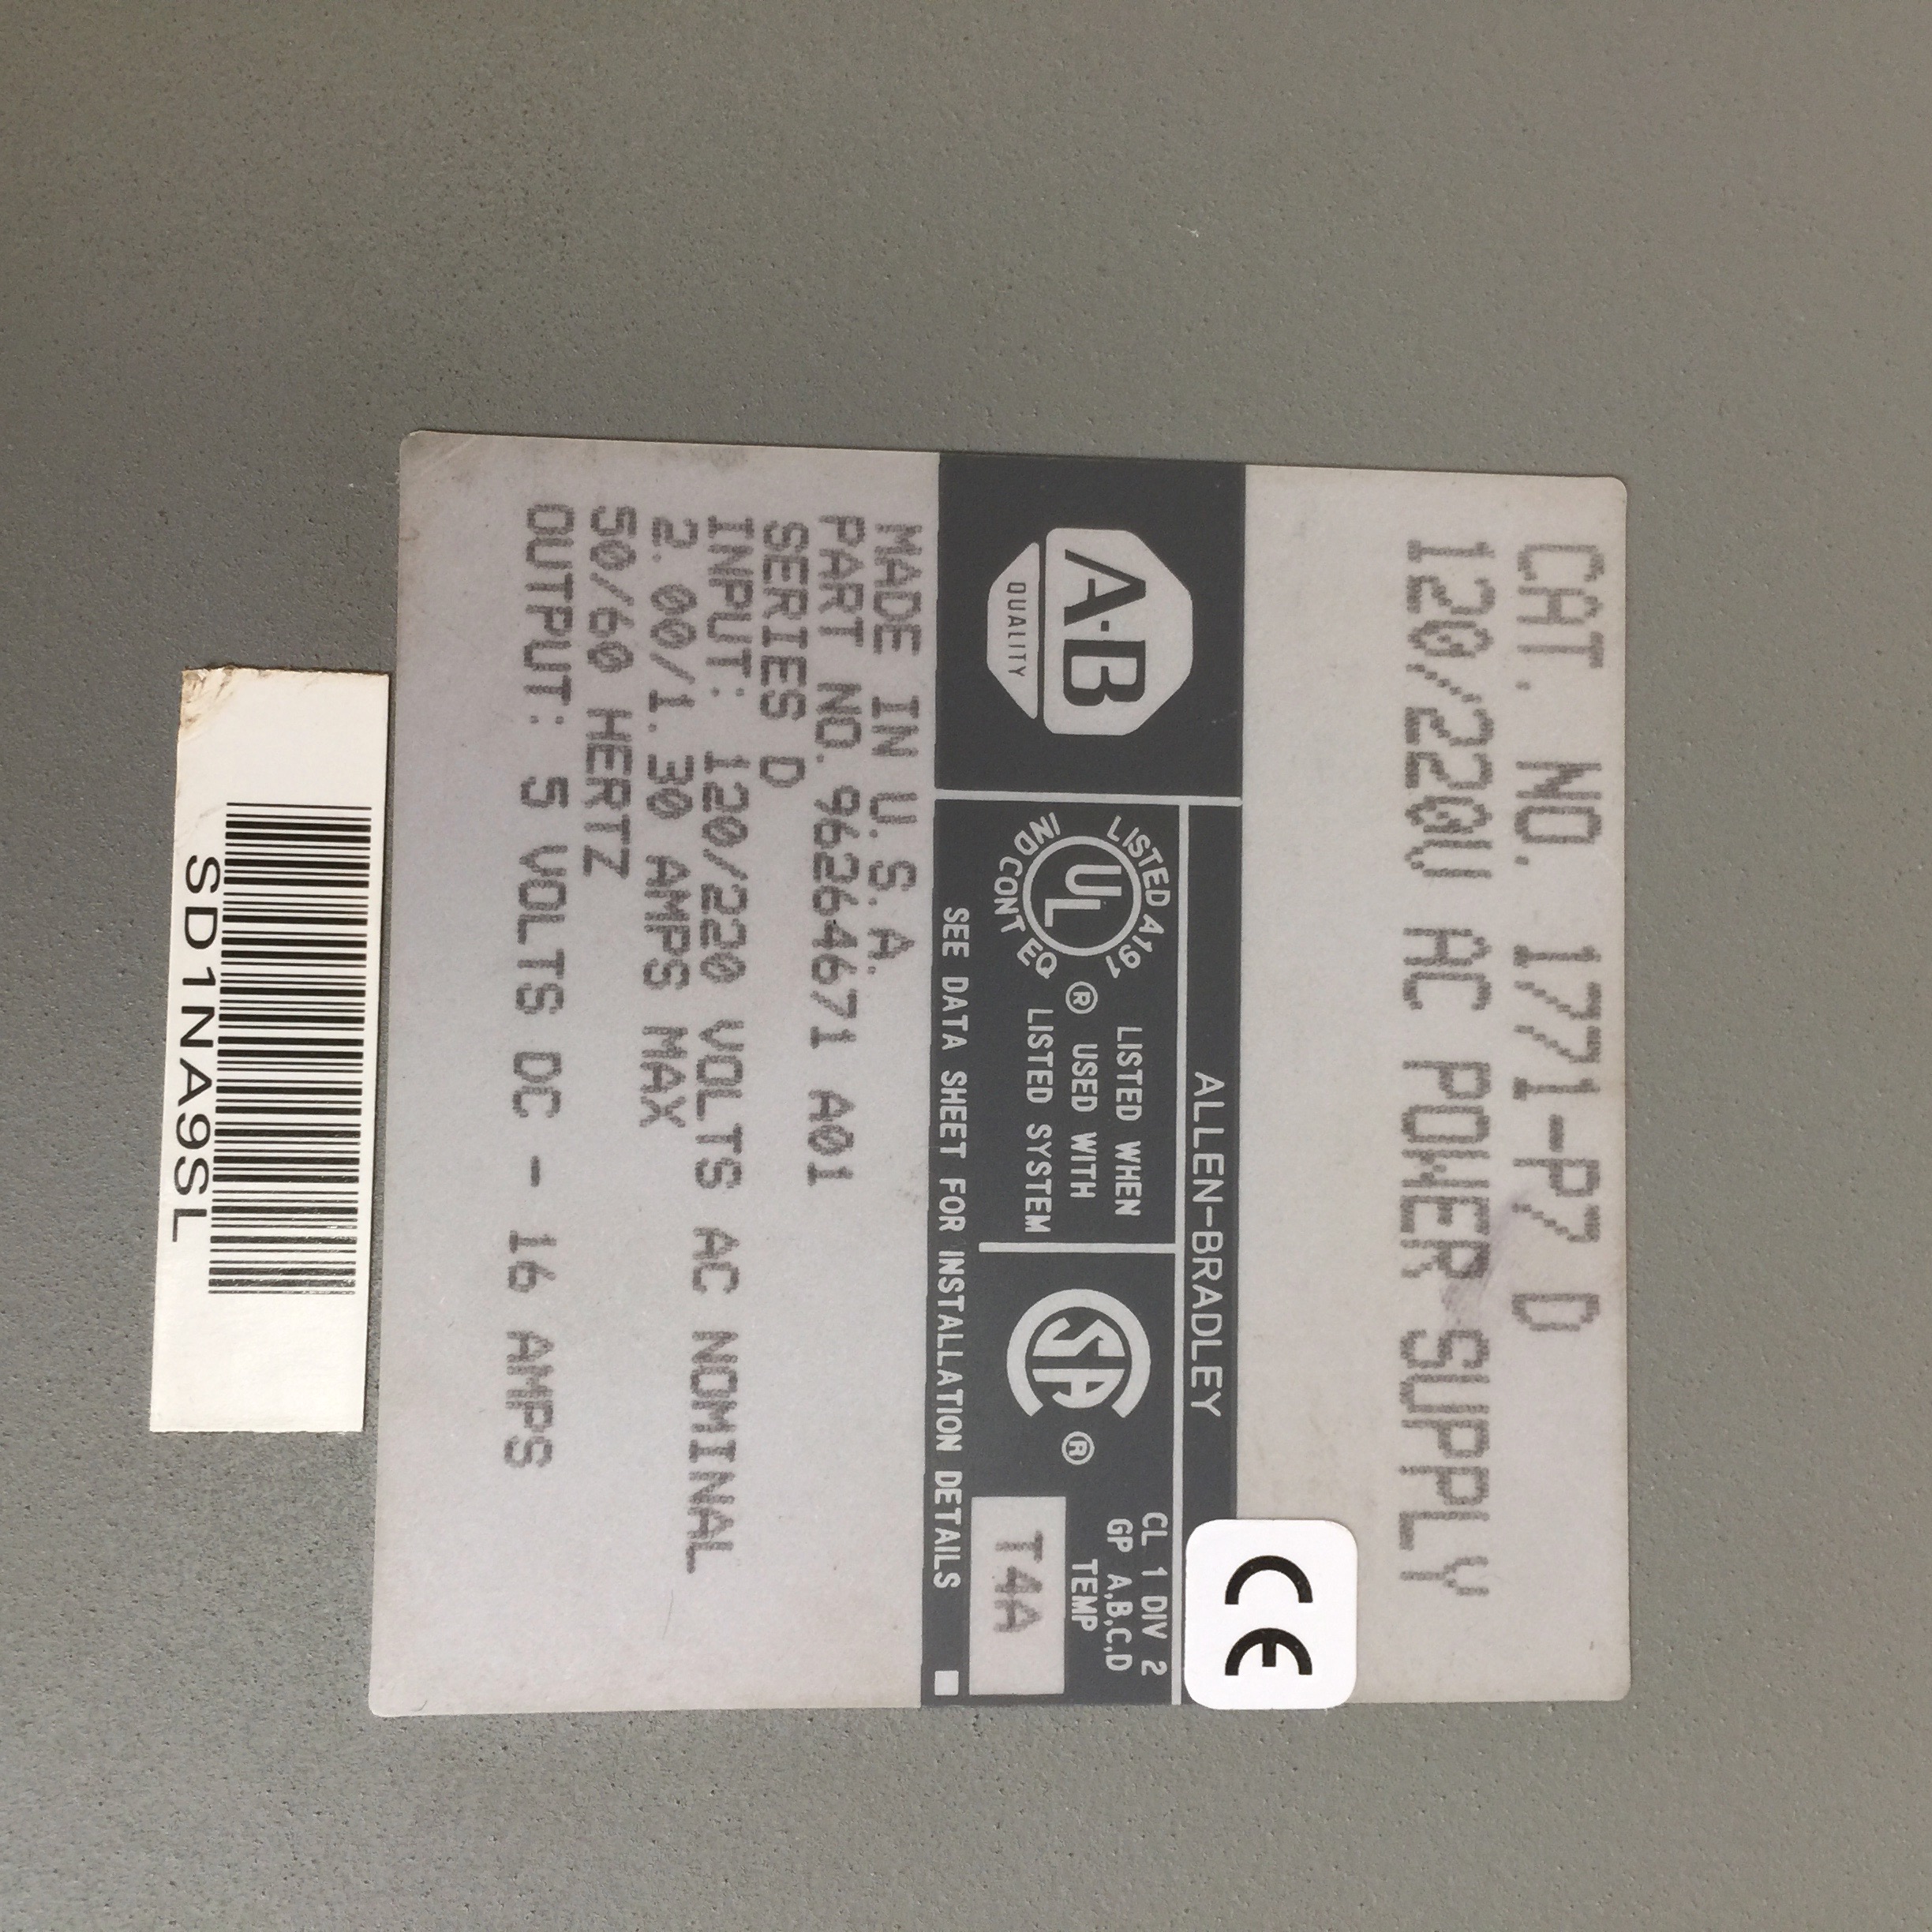 CAT. NO. 1771-P7 D
120/220V AC POWER SUPPLY
CE
ALLEN-BRADLEY
A·B
QUALITY
LISTED A196
UL
IND CONT EQ
®
LISTED WHEN
USED WITH
LISTED SYSTEM
SA
®
CL 1 DIV 2
GP A,B,C,D
TEMP
T4A
SEE DATA SHEET FOR INSTALLATION DETAILS
MADE IN U.S.A.
PART NO. 96264671 A01
SERIES D
INPUT: 120/220 VOLTS AC NOMINAL
2.00/1.30 AMPS MAX
50/60 HERTZ
OUTPUT: 5 VOLTS DC - 16 AMPS
SD1NA9SL